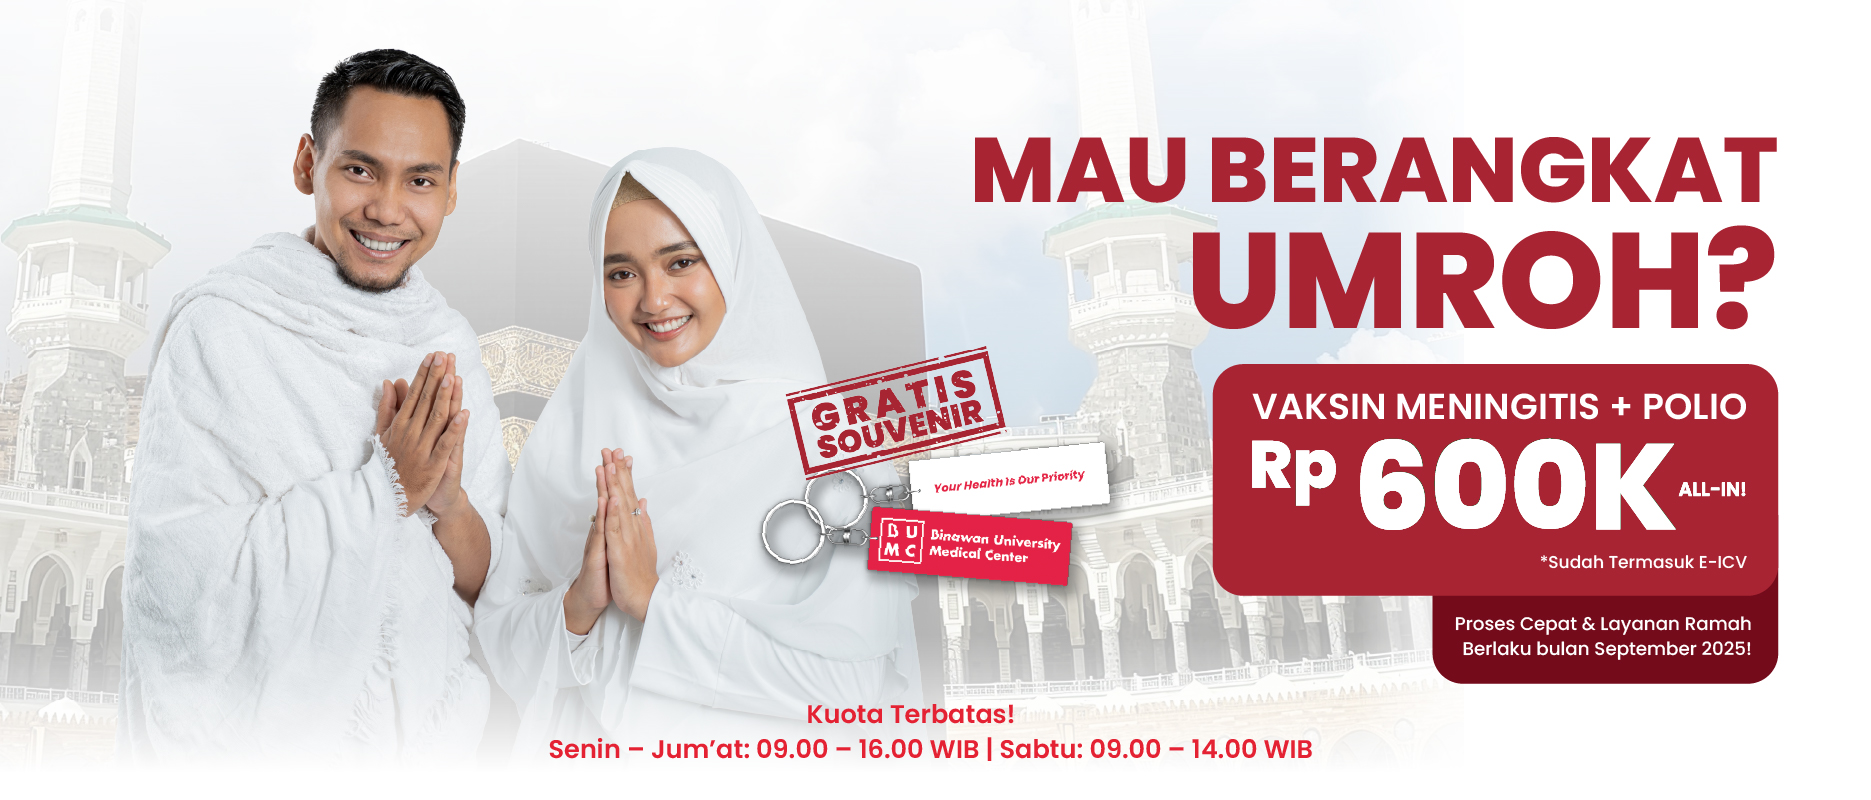 MAU BERANGKAT
UMROH?
VAKSIN MENINGITIS + POLIO
Rp 600K ALL-IN!
*Sudah Termasuk E-ICV
Proses Cepat & Layanan Ramah
Berlaku bulan September 2025!
GRATIS
SOUVENIR
Your Health Is Our Priority
BU
MC
Binawan University
Medical Center
Kuota Terbatas!
Senin – Jum’at: 09.00 – 16.00 WIB | Sabtu: 09.00 – 14.00 WIB